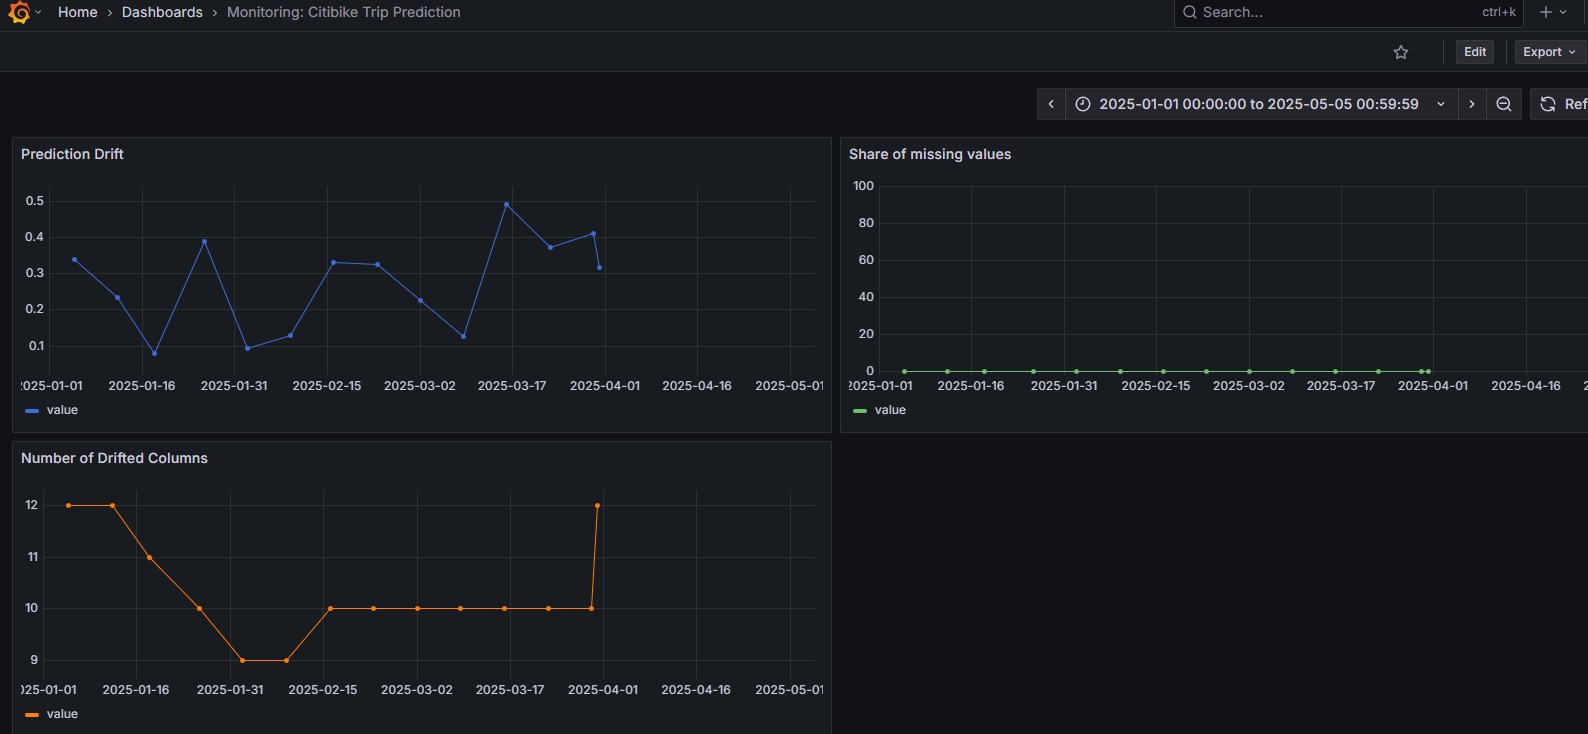 Home › Dashboards › Monitoring: Citibike Trip Prediction
Search...
ctrl+k
Edit
Export
2025-01-01 00:00:00 to 2025-05-05 00:59:59
Ref
Prediction Drift
0.5
0.4
0.3
0.2
0.1
2025-01-01 2025-01-16 2025-01-31 2025-02-15 2025-03-02 2025-03-17 2025-04-01 2025-04-16 2025-05-01
value
Share of missing values
100
80
60
40
20
0
2025-01-01 2025-01-16 2025-01-31 2025-02-15 2025-03-02 2025-03-17 2025-04-01 2025-04-16 2
value
Number of Drifted Columns
12
11
10
9
025-01-01 2025-01-16 2025-01-31 2025-02-15 2025-03-02 2025-03-17 2025-04-01 2025-04-16 2025-05-01
value